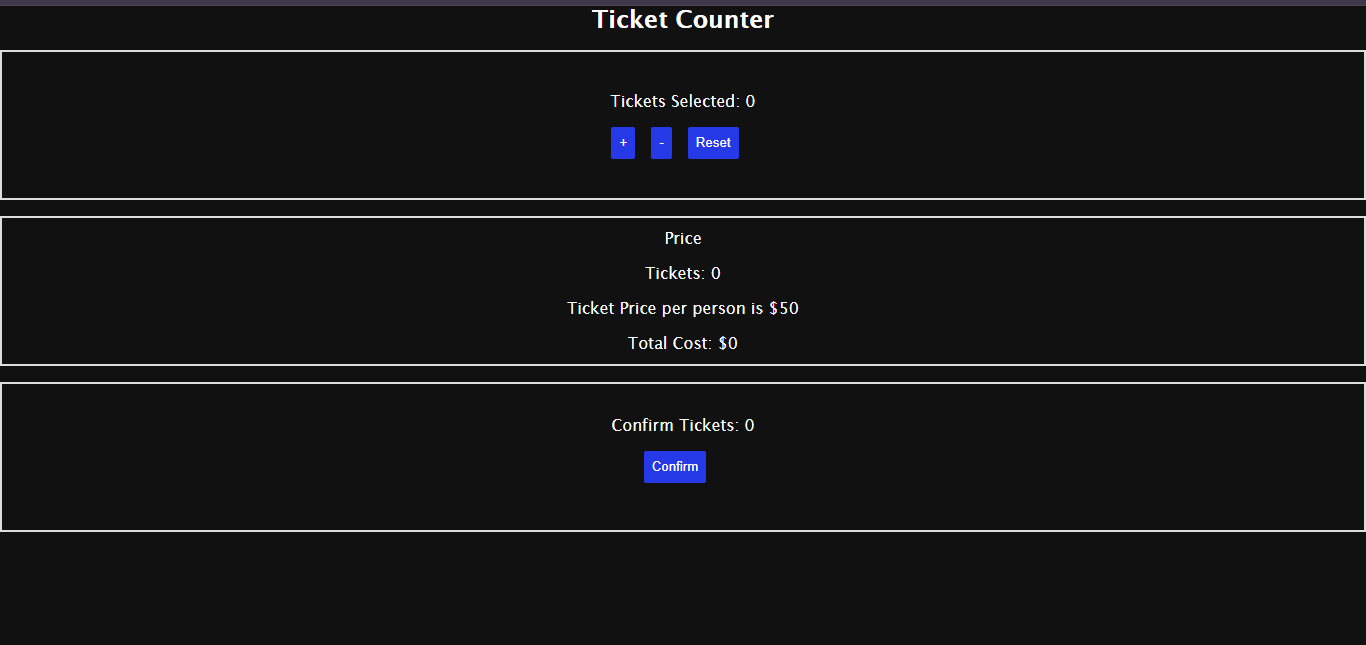 Ticket Counter
Tickets Selected: 0
+ - Reset
Price
Tickets: 0
Ticket Price per person is $50
Total Cost: $0
Confirm Tickets: 0
Confirm